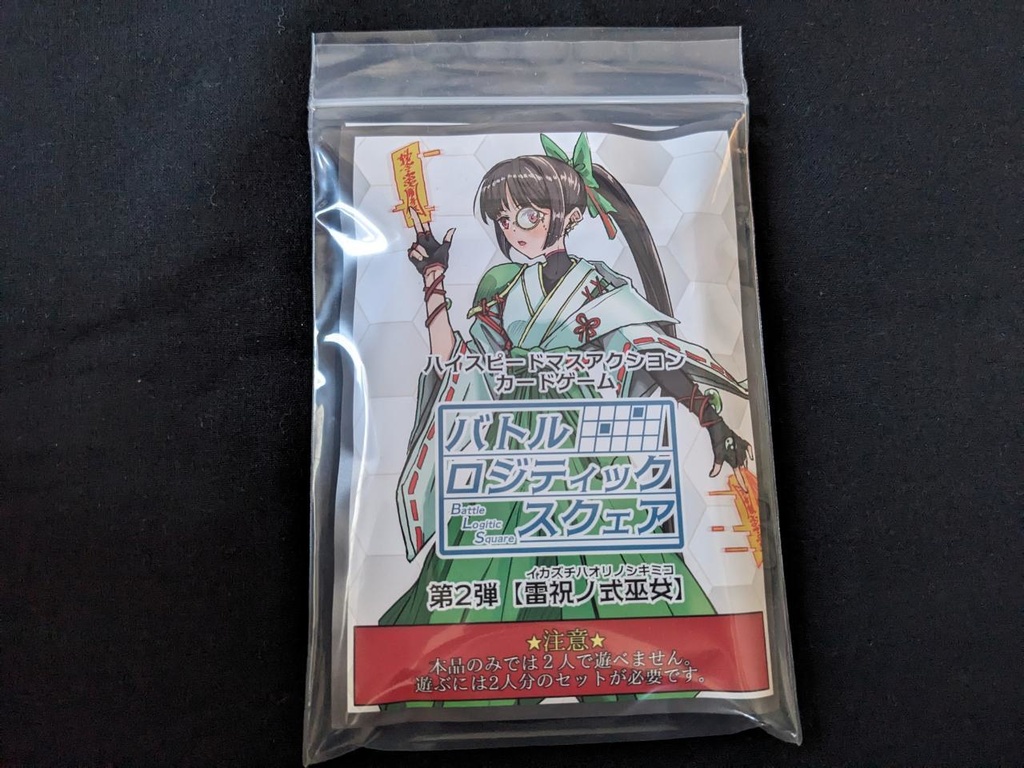 ハイスピードマスアクション
カードゲーム
バトル
ロジティック
スクェア
Battle
Logitic
Square
イカズチハオリノシキミコ
第2弾【雷祝ノ式巫女】
★注意★
本品のみでは２人で遊べません。
遊ぶには2人分のセットが必要です。